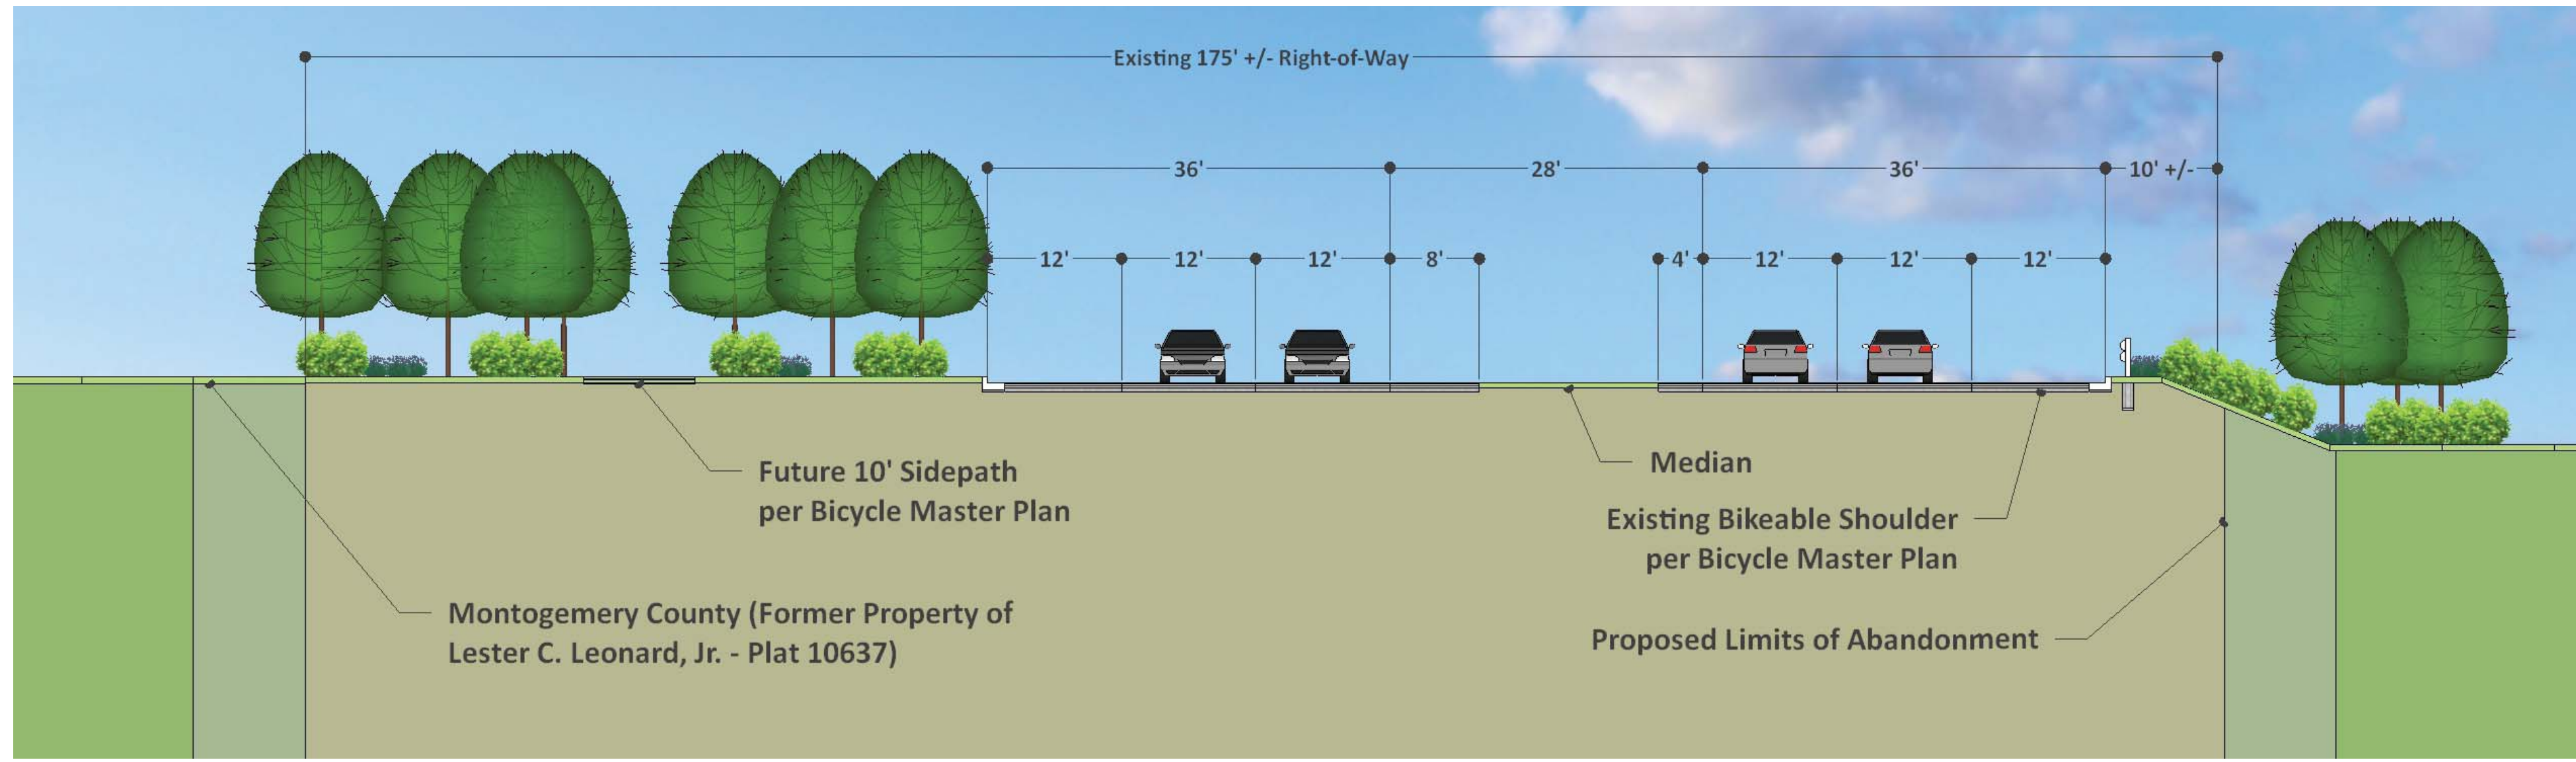 Existing 175' +/- Right-of-Way
36'
28'
36'
10' +/-
12'
12'
12'
8'
4'
12'
12'
12'
Future 10' Sidepath
per Bicycle Master Plan
Median
Existing Bikeable Shoulder
per Bicycle Master Plan
Montogemery County (Former Property of
Lester C. Leonard, Jr. - Plat 10637)
Proposed Limits of Abandonment